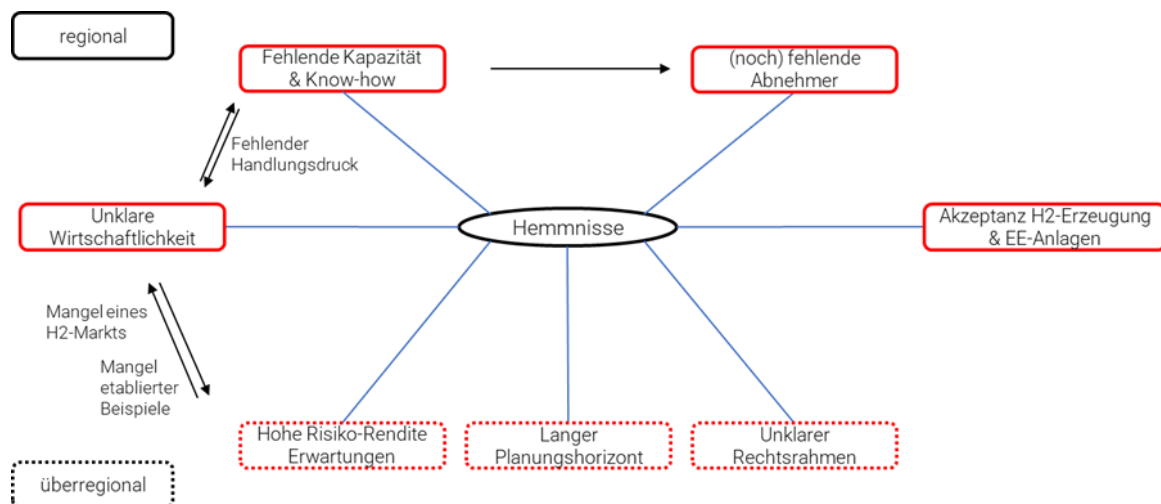 regional
Fehlende Kapazität
& Know-how
(noch) fehlende
Abnehmer
Fehlender
Handlungsdruck
Unklare
Wirtschaftlichkeit
Hemmnisse
Akzeptanz H2-Erzeugung
& EE-Anlagen
Mangel eines
H2-Markts
Mangel
etablierter
Beispiele
Hohe Risiko-Rendite
Erwartungen
Langer
Planungshorizont
Unklarer
Rechtsrahmen
überregional